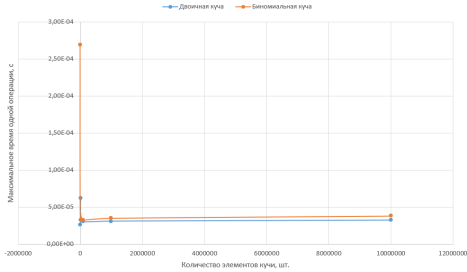 Двоичная куча Биномиальная куча
3,00E-04
2,50E-04
2,00E-04
1,50E-04
1,00E-04
5,00E-05
0,00E+00
Максимальное время одной операции, с
-2000000 0 2000000 4000000 6000000 8000000 10000000 12000000
Количество элементов кучи, шт.